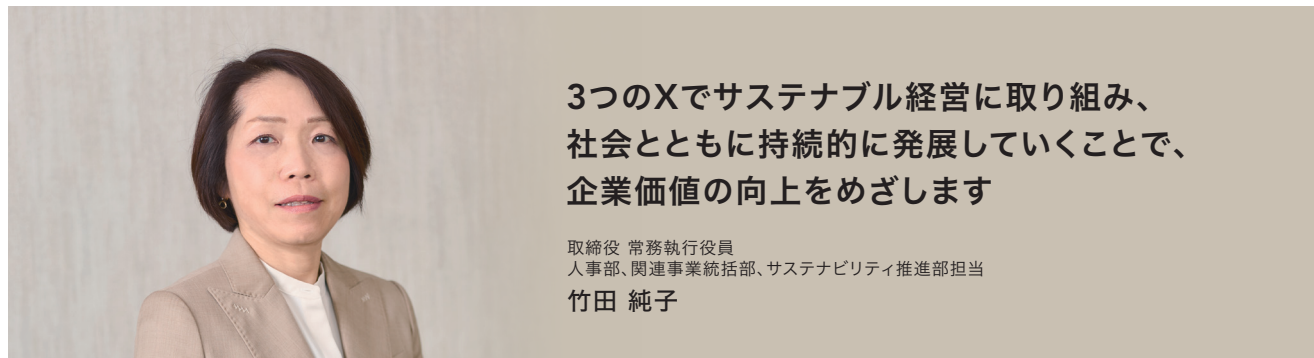 3つのXでサステナブル経営に取り組み、
社会とともに持続的に発展していくことで、
企業価値の向上をめざします
取締役 常務執行役員
人事部、関連事業統括部、サステナビリティ推進部担当
竹田 純子